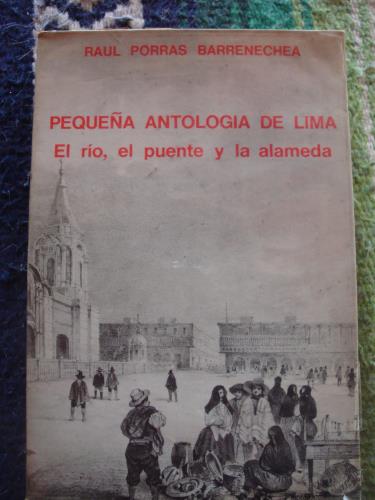 RAUL PORRAS BARRENECHEA
PEQUEÑA ANTOLOGIA DE LIMA
El río, el puente y la alameda